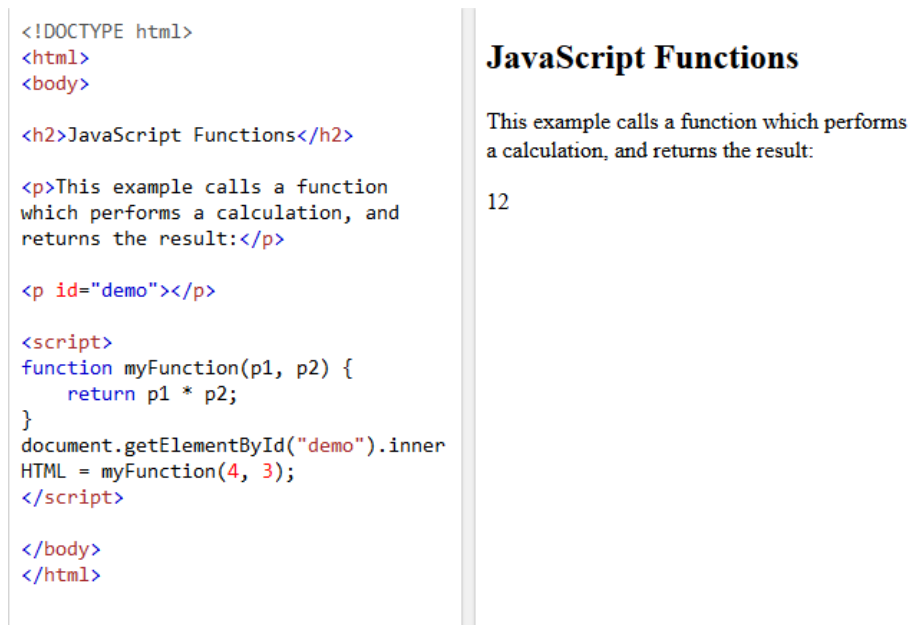 <!DOCTYPE html>
<html>
<body>
<h2>JavaScript Functions</h2>
<p>This example calls a function
which performs a calculation, and
returns the result:</p>
<p id="demo"></p>
<script>
function myFunction(p1, p2) {
    return p1 * p2;
}
document.getElementById("demo").inner
HTML = myFunction(4, 3);
</script>
</body>
</html>
JavaScript Functions
This example calls a function which performs
a calculation, and returns the result:
12